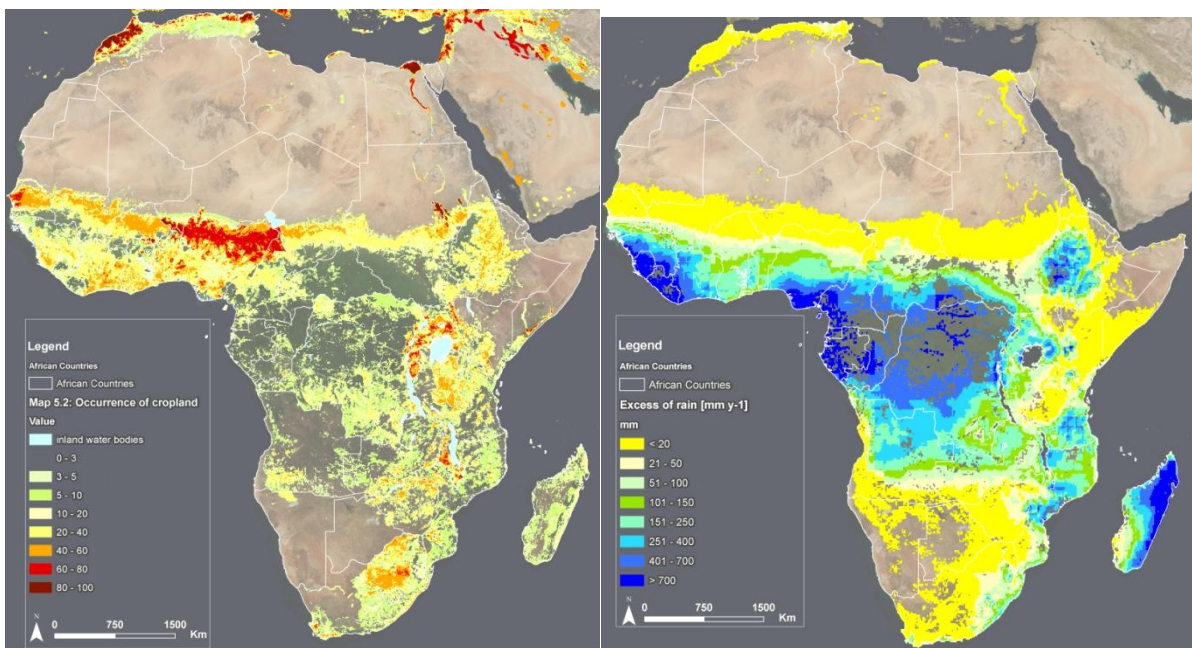 Legend
African Countries
African Countries
Map 5.2: Occurrence of cropland
Value
inland water bodies
0 - 3
3 - 5
5 - 10
10 - 20
20 - 40
40 - 60
60 - 80
80 - 100
N
0 750 1500
Km
Legend
African Countries
African Countries
Excess of rain [mm y-1]
mm
< 20
21 - 50
51 - 100
101 - 150
151 - 250
251 - 400
401 - 700
> 700
N
0 750 1500
Km